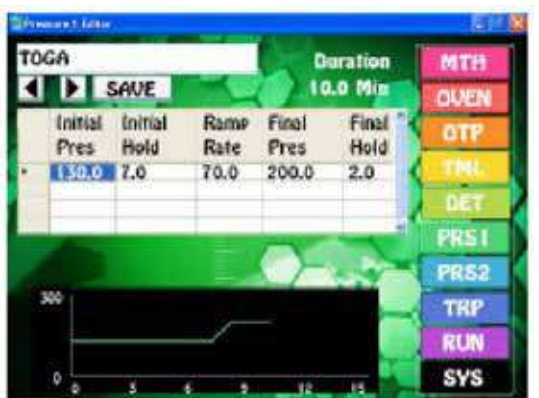 Pressure 1 Editor
TOGA
Duration
10.0 Min
SAVE
Initial Pres Initial Hold Ramp Rate Final Pres Final Hold
130.0 7.0 70.0 200.0 2.0
300
0
0 3 6 9 12 15
MTH
OVEN
OTP
TML
DET
PRS1
PRS2
TRP
RUN
SYS